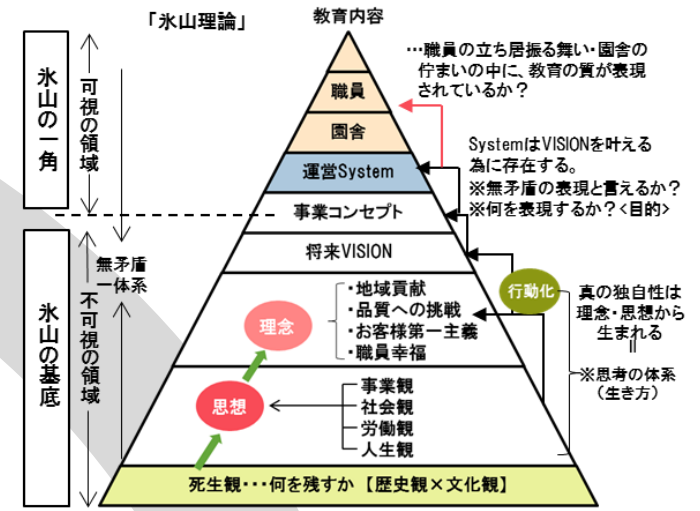 「氷山理論」
教育内容
氷山の一角
可視の領域
職員
園舎
運営System
事業コンセプト
…職員の立ち居振る舞い・園舎の
佇まいの中に、教育の質が表現
されているか?
SystemはVISIONを叶える
為に存在する。
※無矛盾の表現と言えるか?
※何を表現するか?<目的>
無矛盾
一体系
氷山の基底
不可視の領域
将来VISION
理念
・地域貢献
・品質への挑戦
・お客様第一主義
・職員幸福
行動化
真の独自性は
理念・思想から
生まれる
||
※思考の体系
(生き方)
思想
事業観
社会観
労働観
人生観
死生観・・・何を残すか 【歴史観×文化観】